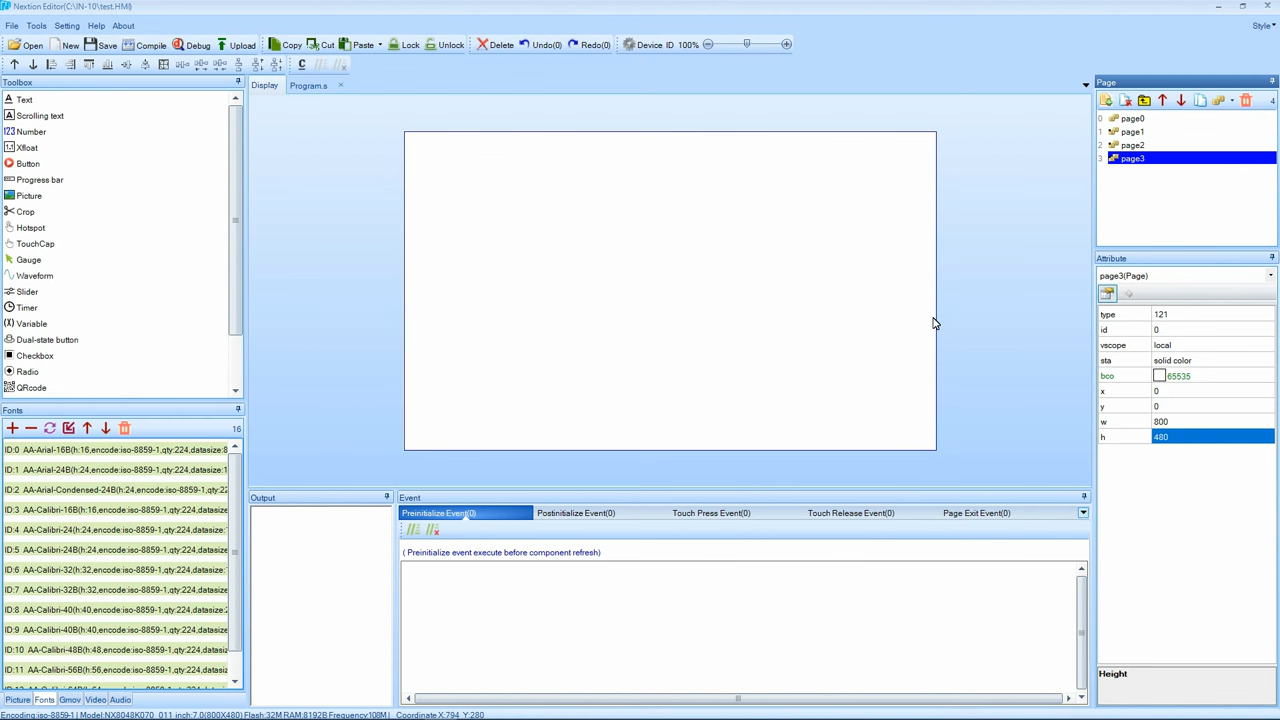 Nextion Editor(C:\IN-10\test.HMI)
File Tools Setting Help About Style
Open New Save Compile Debug Upload Copy Cut Paste Lock Unlock Delete Undo(0) Redo(0) Device ID 100%
Toolbox
Display Program.s
Page
Text
Scrolling text
123 Number
Xfloat
Button
Progress bar
Picture
Crop
Hotspot
TouchCap
Gauge
Waveform
Slider
Timer
Variable
Dual-state button
Checkbox
Radio
QRcode
4
0 page0
1 page1
2 page2
3 page3
Attribute
page3(Page)
type 121
id 0
vscope local
sta solid color
bco 65535
x 0
y 0
w 800
h 480
Height
Fonts
16
ID:0 AA-Arial-16B(h:16,encode:iso-8859-1,qty:224,datasize:8
ID:1 AA-Arial-24B(h:24,encode:iso-8859-1,qty:224,datasize:1
ID:2 AA-Arial-Condensed-24B(h:24,encode:iso-8859-1,qty:22
ID:3 AA-Calibri-16B(h:16,encode:iso-8859-1,qty:224,datasize
ID:4 AA-Calibri-24(h:24,encode:iso-8859-1,qty:224,datasize:
ID:5 AA-Calibri-24B(h:24,encode:iso-8859-1,qty:224,datasize
ID:6 AA-Calibri-32(h:32,encode:iso-8859-1,qty:224,datasize:
ID:7 AA-Calibri-32B(h:32,encode:iso-8859-1,qty:224,datasize
ID:8 AA-Calibri-40(h:40,encode:iso-8859-1,qty:224,datasize:
ID:9 AA-Calibri-40B(h:40,encode:iso-8859-1,qty:224,datasize
ID:10 AA-Calibri-48B(h:48,encode:iso-8859-1,qty:224,datasiz
ID:11 AA-Calibri-56B(h:56,encode:iso-8859-1,qty:224,datasiz
Picture Fonts Gmov Video Audio
Output
Event
Preinitialize Event(0) Postinitialize Event(0) Touch Press Event(0) Touch Release Event(0) Page Exit Event(0)
( Preinitialize event execute before component refresh)
Encoding:iso-8859-1 Model:NX8048K070_011 inch:7.0(800X480) Flash:32M RAM:8192B Frequency:108M Coordinate X:794 Y:280